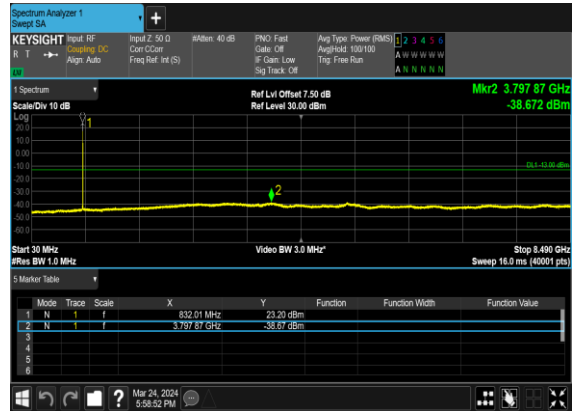 Spectrum Analyzer 1
Swept SA
+
KEYSIGHT Input: RF Input Z: 50 Ω #Atten: 40 dB PNO: Fast Avg Type: Power (RMS) 1 2 3 4 5 6
R T Coupling: DC Corr CCorr Gate: Off Avg|Hold: 100/100 A W W W W W
Align: Auto Freq Ref: Int (S) IF Gain: Low Trig: Free Run
Sig Track: Off A N N N N N
LW
1 Spectrum Ref Lvl Offset 7.50 dB Mkr2 3.797 87 GHz
Scale/Div 10 dB Ref Level 30.00 dBm -38.672 dBm
Log
1
20.0
10.0
0.00
-10.0
DL1 -13.00 dBm
-20.0
-30.0
2
-40.0
-50.0
-60.0
Start 30 MHz Video BW 3.0 MHz* Stop 8.490 GHz
#Res BW 1.0 MHz Sweep 16.0 ms (40001 pts)
5 Marker Table
Mode Trace Scale X Y Function Function Width Function Value
1 N 1 f 832.01 MHz 23.20 dBm
2 N 1 f 3.797 87 GHz -38.67 dBm
3
4
5
6
? Mar 24, 2024
5:58:52 PM